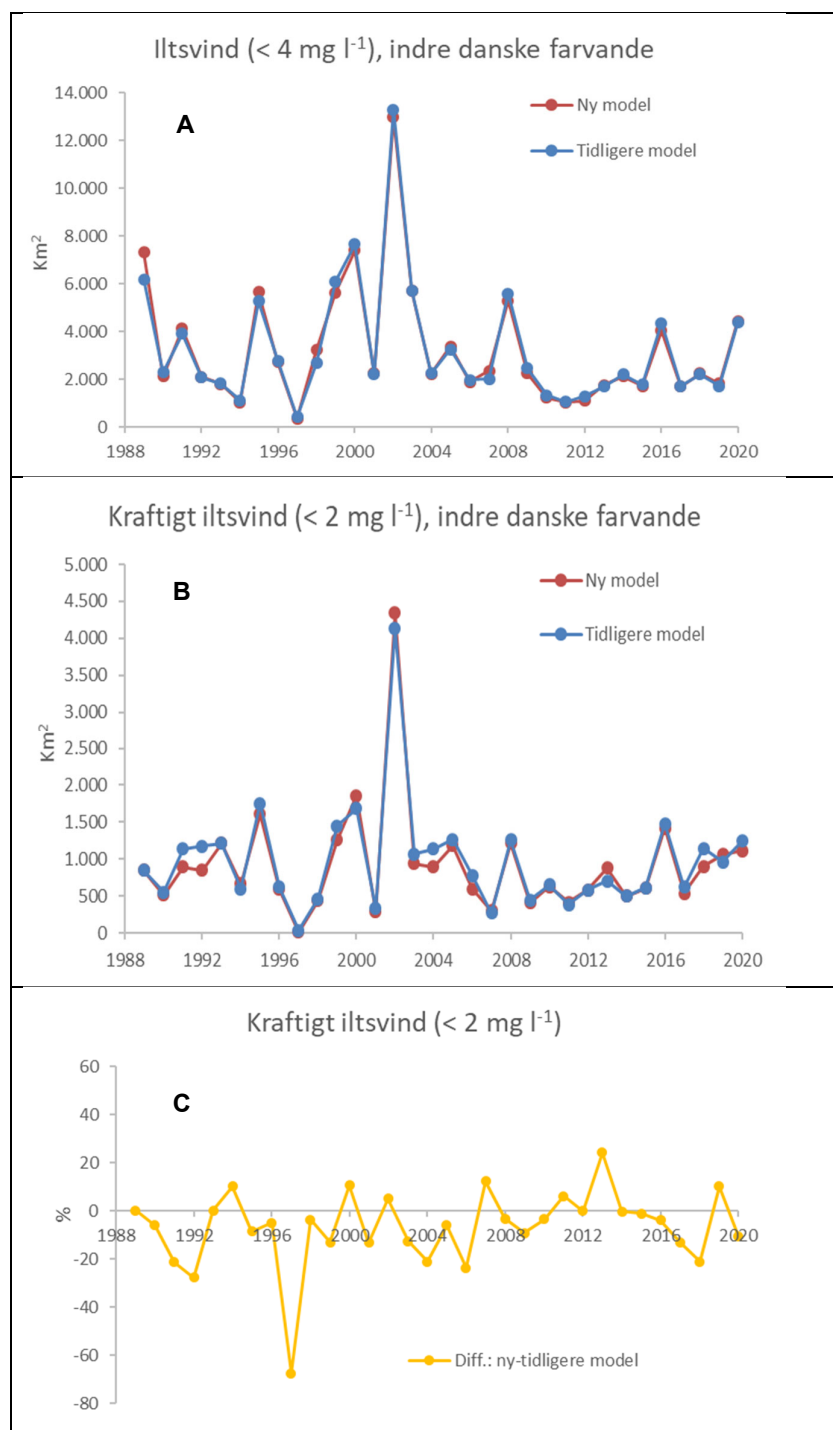 Iltsvind (< 4 mg l-1), indre danske farvande
A
Ny model
Tidligere model
Km2
14.000
12.000
10.000
8.000
6.000
4.000
2.000
0
1988 1992 1996 2000 2004 2008 2012 2016 2020
Kraftigt iltsvind (< 2 mg l-1), indre danske farvande
B
Ny model
Tidligere model
Km2
5.000
4.500
4.000
3.500
3.000
2.500
2.000
1.500
1.000
500
0
1988 1992 1996 2000 2004 2008 2012 2016 2020
Kraftigt iltsvind (< 2 mg l-1)
C
%
60
40
20
0
-20
-40
-60
-80
1988 1992 1996 2000 2004 2008 2012 2016 2020
Diff.: ny-tidligere model